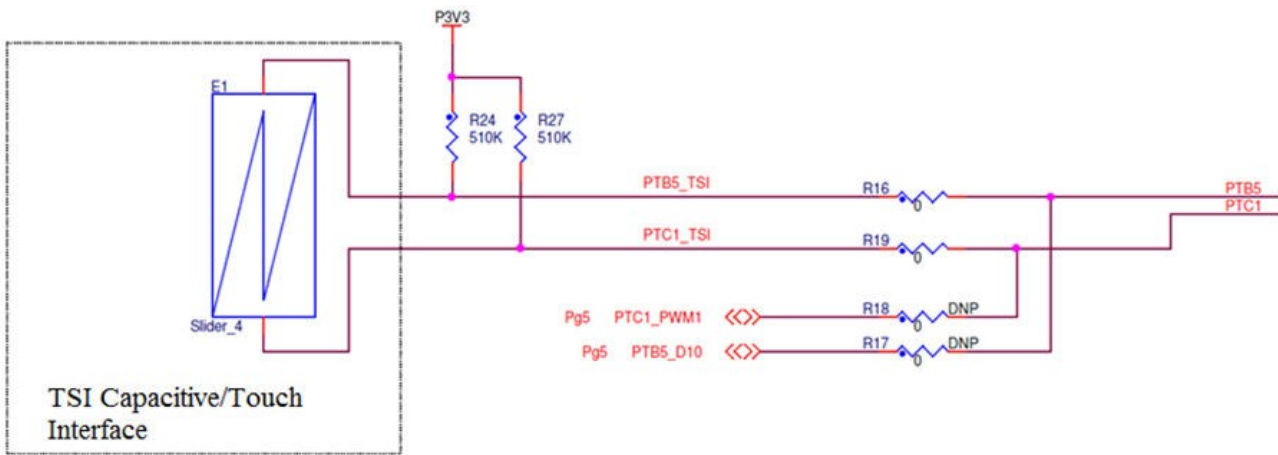 P3V3
E1
R24
510K
R27
510K
PTB5_TSI
R16
0
PTB5
PTC1
PTC1_TSI
R19
0
Pg5 PTC1_PWM1
R18
0
DNP
Pg5 PTB5_D10
R17
0
DNP
Slider_4
TSI Capacitive/Touch
Interface